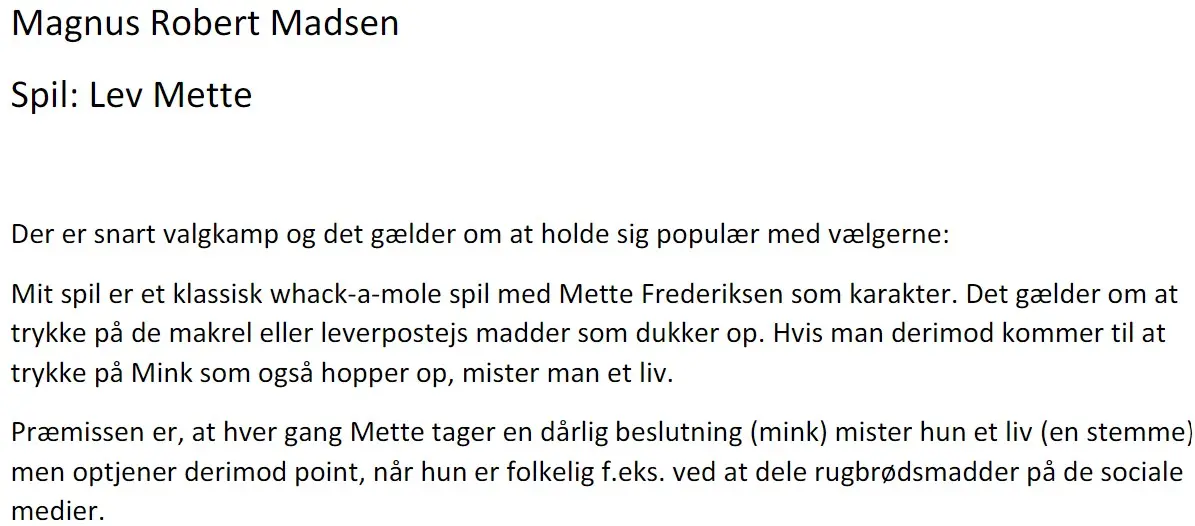 Magnus Robert Madsen
Spil: Lev Mette
Der er snart valgkamp og det gælder om at holde sig populær med vælgerne:
Mit spil er et klassisk whack-a-mole spil med Mette Frederiksen som karakter. Det gælder om at
trykke på de makrel eller leverpostejs madder som dukker op. Hvis man derimod kommer til at
trykke på Mink som også hopper op, mister man et liv.
Præmissen er, at hver gang Mette tager en dårlig beslutning (mink) mister hun et liv (en stemme)
men optjener derimod point, når hun er folkelig f.eks. ved at dele rugbrødsmadder på de sociale
medier.